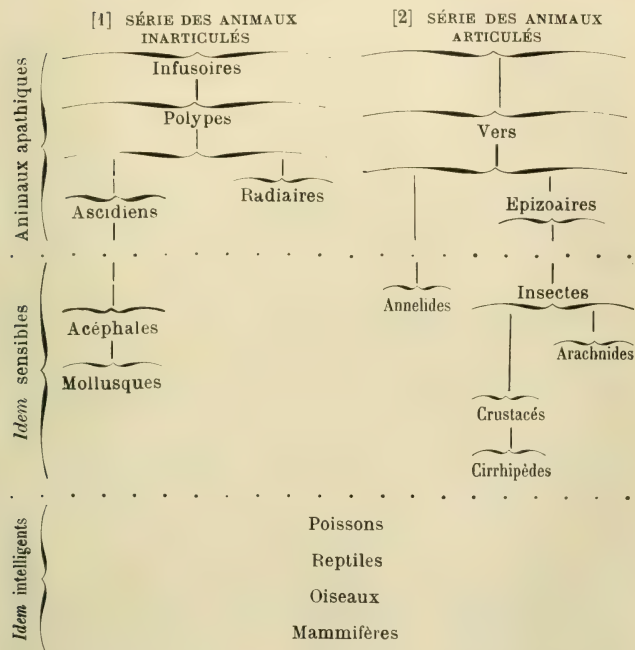 [1] SÉRIE DES ANIMAUX
INARTICULÉS
[2] SÉRIE DES ANIMAUX
ARTICULÉS
Animaux apathiques
Infusoires
Polypes
Vers
Ascidiens
Radiaires
Epizoaires
Idem sensibles
Annelides
Insectes
Acéphales
Arachnides
Mollusques
Crustacés
Cirrhipèdes
Idem intelligents
Poissons
Reptiles
Oiseaux
Mammifères